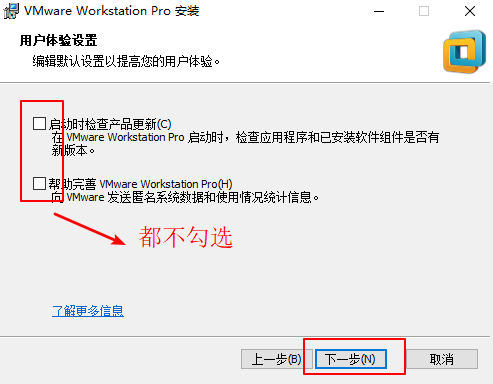 VMware Workstation Pro 安装
用户体验设置
编辑默认设置以提高您的用户体验。
启动时检查产品更新(C)
在 VMware Workstation Pro 启动时，检查应用程序和已安装软件组件是否有
新版本。
帮助完善 VMware Workstation Pro(H)
向 VMware 发送匿名系统数据和使用情况统计信息。
都不勾选
了解更多信息
上一步(B) 下一步(N) 取消